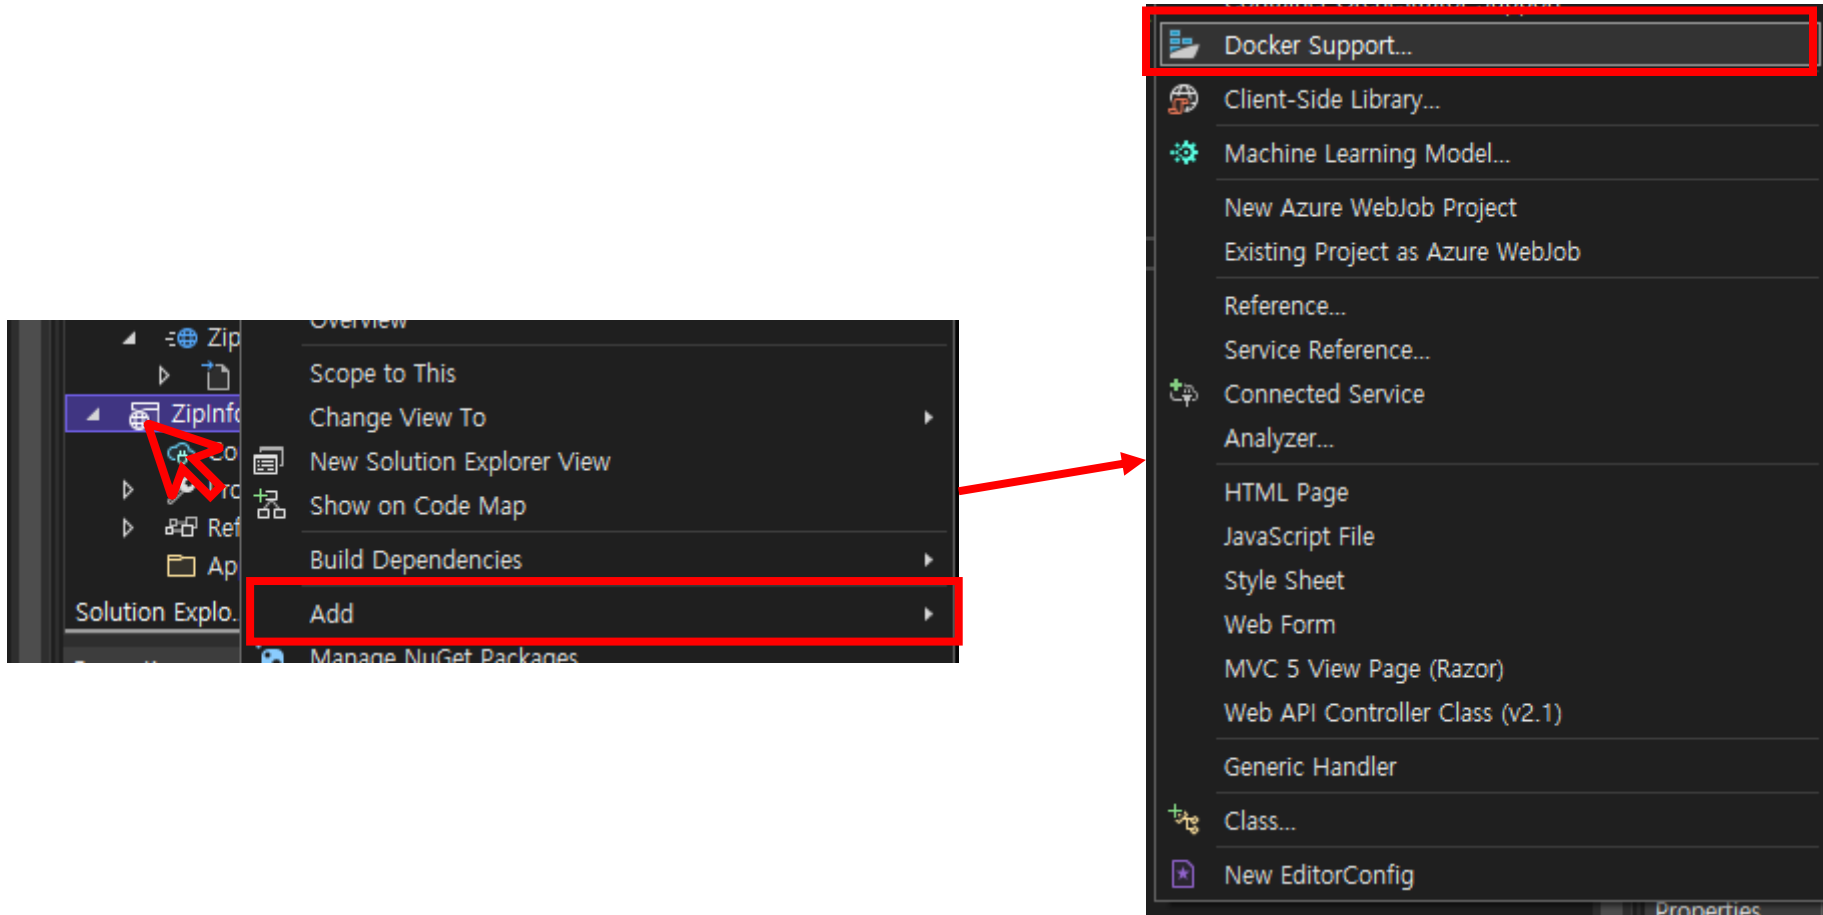 Overview
Zip
Scope to This
ZipInfo
Change View To
Co
New Solution Explorer View
Pro
Show on Code Map
Ref
Build Dependencies
Ap
Solution Explo...
Add
Manage NuGet Packages
Docker Support...
Client-Side Library...
Machine Learning Model...
New Azure WebJob Project
Existing Project as Azure WebJob
Reference...
Service Reference...
Connected Service
Analyzer...
HTML Page
JavaScript File
Style Sheet
Web Form
MVC 5 View Page (Razor)
Web API Controller Class (v2.1)
Generic Handler
Class...
New EditorConfig
Properties